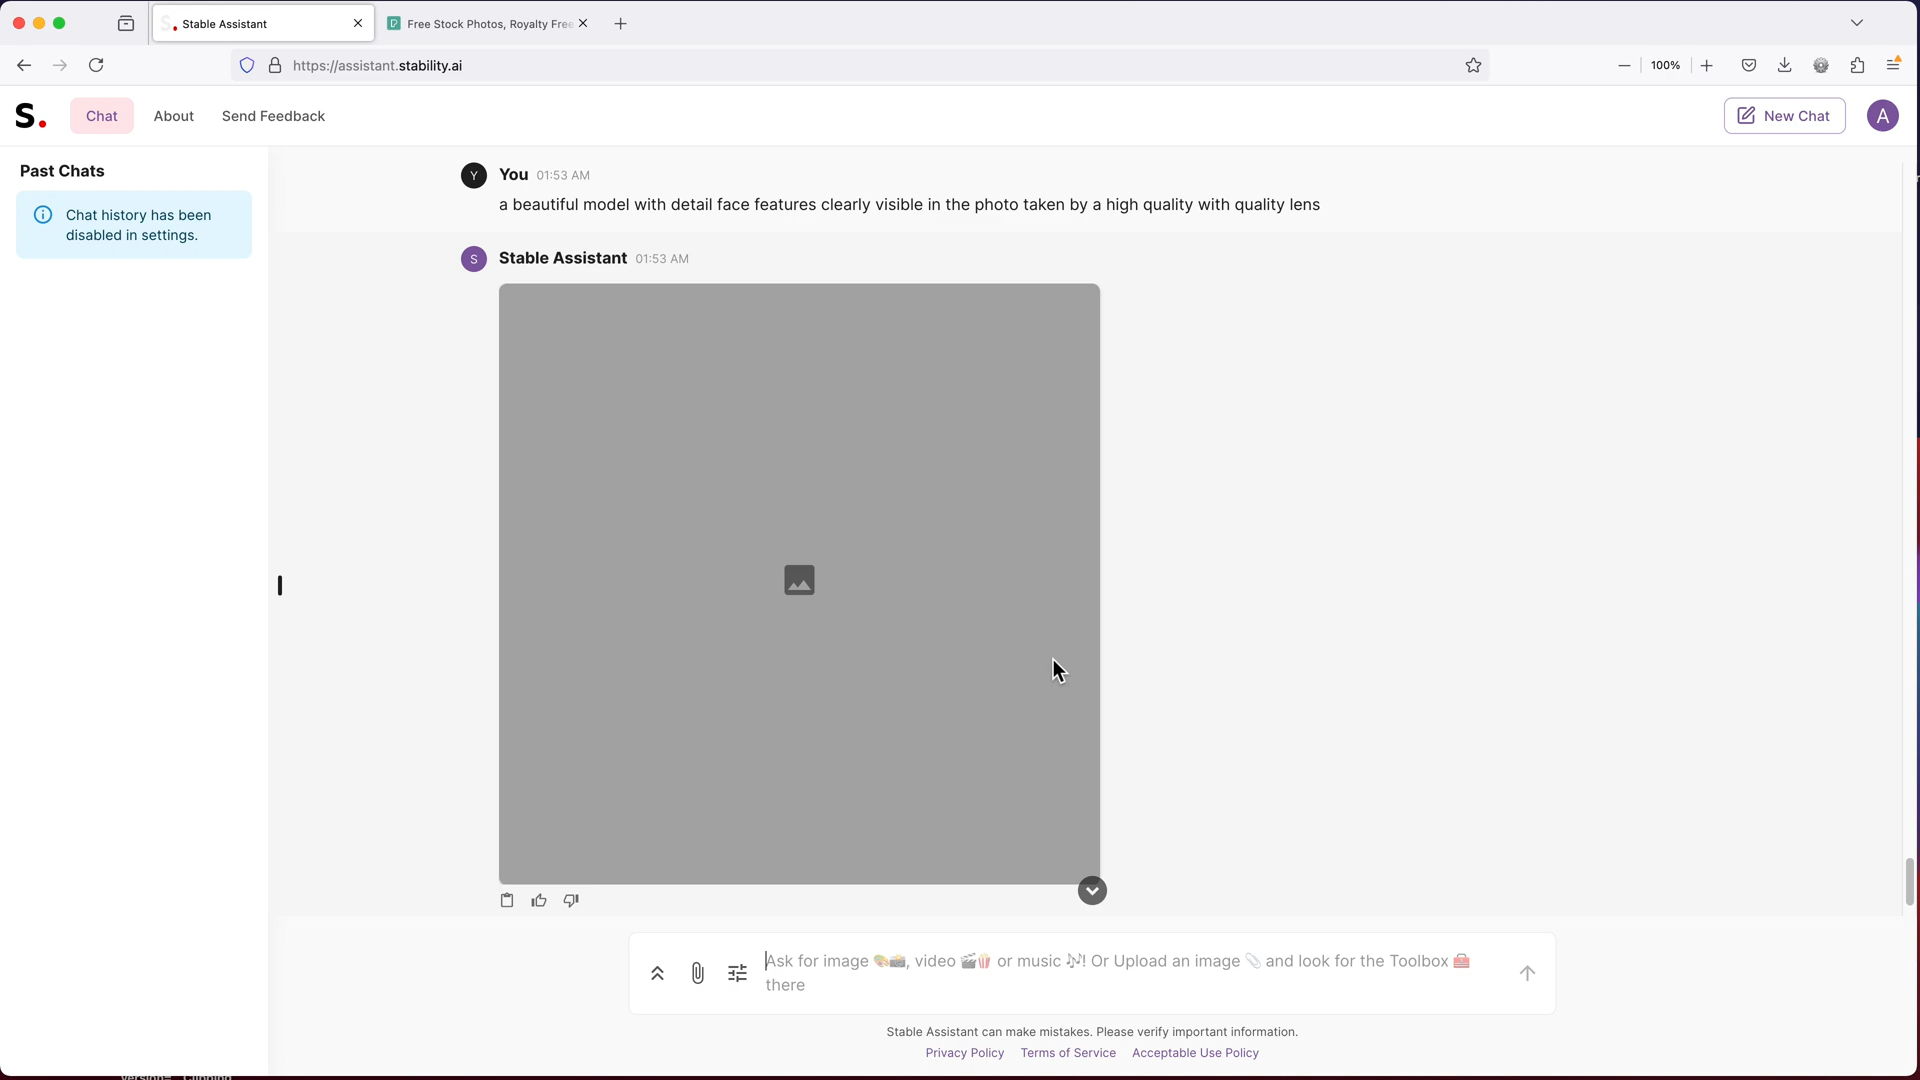 Stable Assistant
Free Stock Photos, Royalty Free
https://assistant.stability.ai
100%
S.
Chat
About
Send Feedback
New Chat
A
Past Chats
Chat history has been
disabled in settings.
Y
You 01:53 AM
a beautiful model with detail face features clearly visible in the photo taken by a high quality with quality lens
S
Stable Assistant 01:53 AM
Ask for image 🎨📸, video 🎬🍿 or music 🎶! Or Upload an image 📎 and look for the Toolbox 🧰
there
Stable Assistant can make mistakes. Please verify important information.
Privacy Policy Terms of Service Acceptable Use Policy